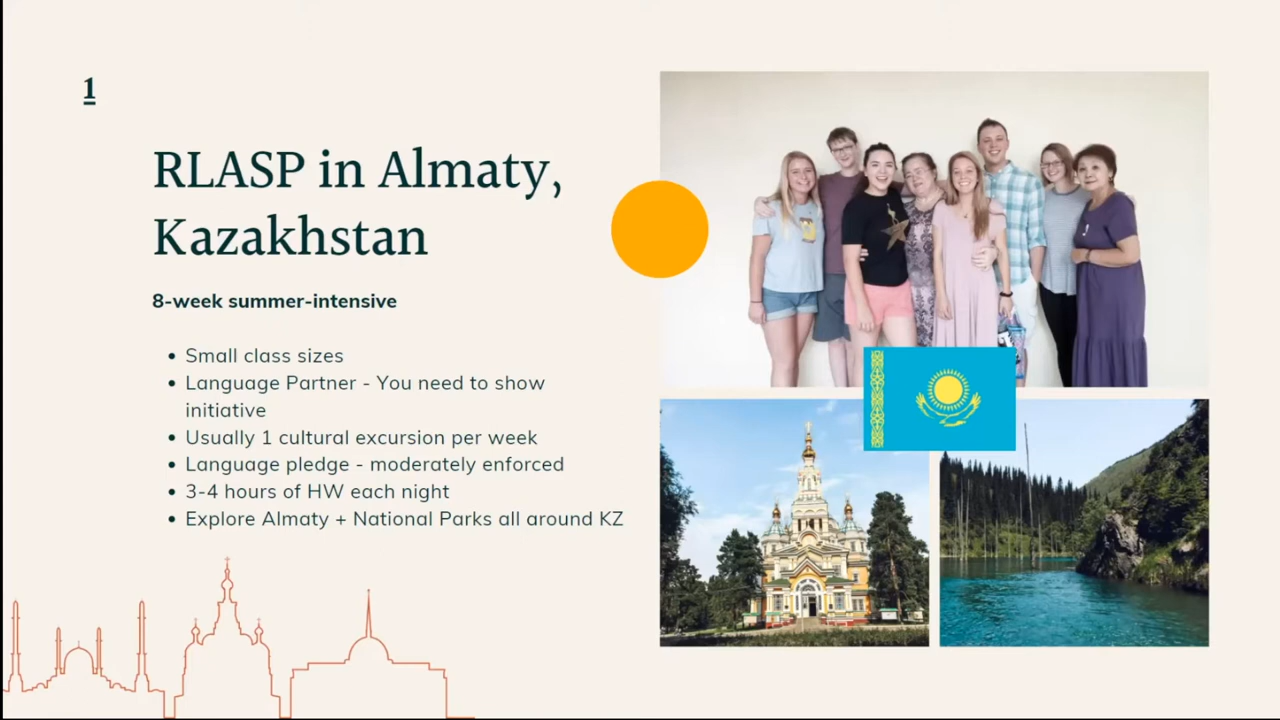 1
RLASP in Almaty,
Kazakhstan
8-week summer-intensive
• Small class sizes
• Language Partner - You need to show
initiative
• Usually 1 cultural excursion per week
• Language pledge - moderately enforced
• 3-4 hours of HW each night
• Explore Almaty + National Parks all around KZ